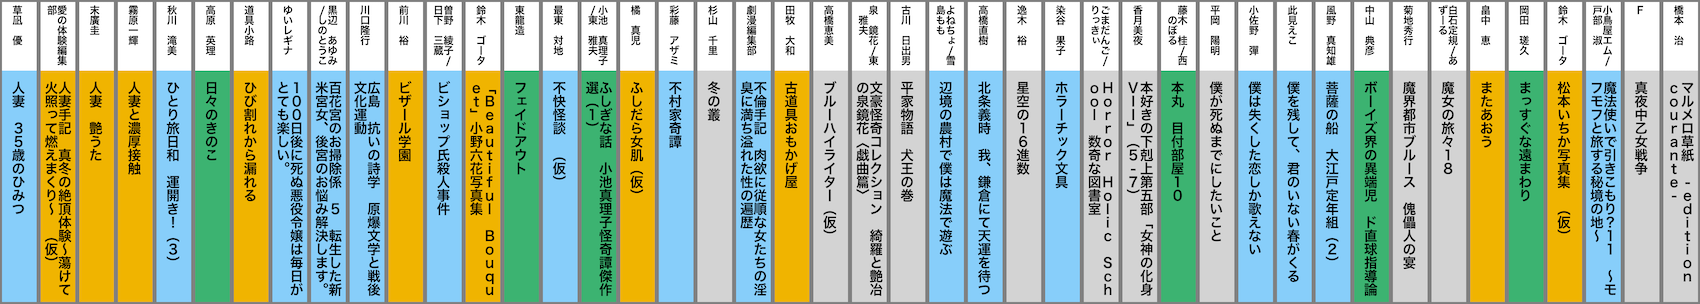 橋本 治
マルメロ草紙 -edition courante-
F
真夜中乙女戦争
小鳥屋エム/戸部 淑
魔法使いで引きこもり?11 ～モフモフと旅する秘境の地～
鈴木 ゴータ
松本いちか写真集 (仮)
岡田 瑳久
まっすぐな遠まわり
畠中 恵
またあおう
白石定規/あずーる
魔女の旅々18
菊地秀行
魔界都市ブルース 傀儡人の宴
中山 典彦
ボーイズ界の異端児 ド直球指導論
風野 真知雄
菩薩の船 大江戸定年組(2)
此見えこ
僕を残して、君のいない春がくる
小佐野 彈
僕は失くした恋しか歌えない
平岡 陽明
僕が死ぬまでにしたいこと
藤木 桂/西のぼる
本丸 目付部屋10
香月美夜
本好きの下剋上第五部「女神の化身VII」(5-7)
ごまだんご/りっぎぃ
Horror Holic School 数奇な図書室
染谷 果子
ホラーチック文具
逸木 裕
星空の16進数
高橋直樹
北条義時 我、鎌倉にて天運を待つ
よねちょ/雪島もも
辺境の農村で僕は魔法で遊ぶ
古川 日出男
平家物語 犬王の巻
泉 鏡花/東 雅夫
文豪怪奇コレクション 綺羅と艶冶の泉鏡花〈戯曲篇〉
高橋恵美
ブルーハイライター(仮)
田牧 大和
古道具おもかげ屋
劇漫編集部
不倫手記 肉欲に従順な女たちの淫臭に満ち溢れた性の遍歴
杉山 千里
冬の叢
彩藤 アザミ
不村家奇譚
橘 真児
ふしだら女肌(仮)
小池 真理子/東 雅夫
ふしぎな話 小池真理子怪奇譚傑作選(1)
最東 対地
不快怪談 (仮)
東龍造
フェイドアウト
鈴木 ゴータ
「Beautiful Bouquet」小野六花写真集
曽野 綾子/日下 三蔵
ビショップ氏殺人事件
前川 裕
ビザール学園
川口隆行
広島 抗いの詩学 原爆文学と戦後文化運動
黒辺 あゆみ/しのとうこ
百花宮のお掃除係 5 転生した新米宮女、後宮のお悩み解決します。
ゆいレギナ
100日後に死ぬ悪役令嬢は毎日がとても楽しい。
道具小路
ひび割れから漏れる
高原 英理
日々のきのこ
秋川 滝美
ひとり旅日和 運開き!(3)
霧原一輝
人妻と濃厚接触
末廣圭
人妻 艶うた
愛の体験編集部
人妻手記 真冬の絶頂体験～蕩けて火照って燃えまくり～ (仮)
草凪 優
人妻 35歳のひみつ